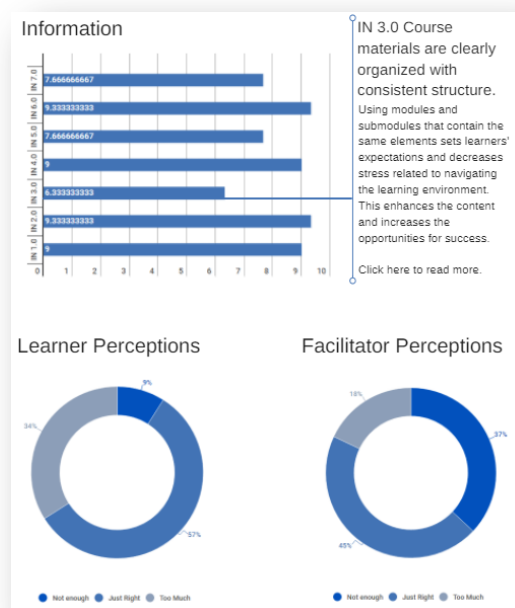 Information
IN 7.0
7.666666667
IN 6.0
9.333333333
IN 5.0
7.666666667
IN 4.0
9
IN 3.0
6.333333333
IN 2.0
9.333333333
IN 1.0
9
0 1 2 3 4 5 6 7 8 9 10
IN 3.0 Course
materials are clearly
organized with
consistent structure.
Using modules and
submodules that contain the
same elements sets learners'
expectations and decreases
stress related to navigating
the learning environment.
This enhances the content
and increases the
opportunities for success.
Click here to read more.
Learner Perceptions
9%
34%
57%
Not enough Just Right Too Much
Facilitator Perceptions
18%
37%
45%
Not enough Just Right Too Much